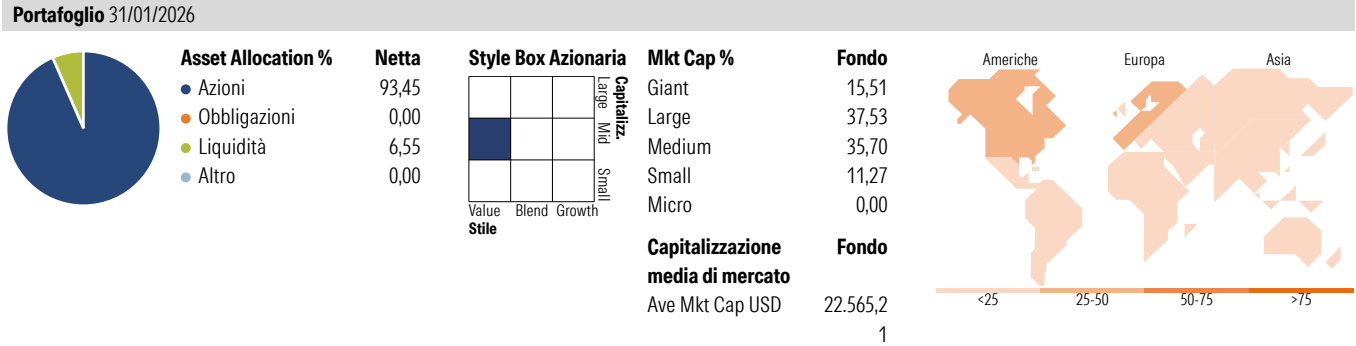 Portafoglio 31/01/2026
Asset Allocation % Netta
Azioni 93,45
Obbligazioni 0,00
Liquidità 6,55
Altro 0,00
Style Box Azionaria
Capitalizz.
Large Mid Small
Value Blend Growth
Stile
Mkt Cap % Fondo
Giant 15,51
Large 37,53
Medium 35,70
Small 11,27
Micro 0,00
Capitalizzazione Fondo
media di mercato
Ave Mkt Cap USD 22.565,2
1
Americhe Europa Asia
<25 25-50 50-75 >75